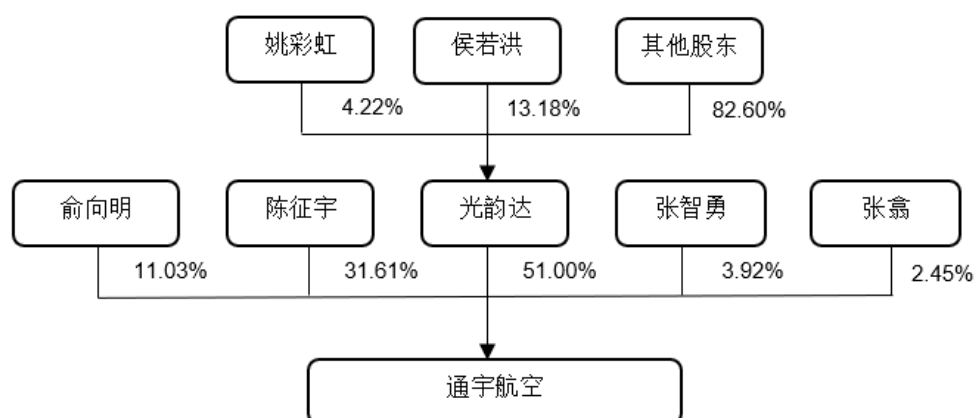 姚彩虹
侯若洪
其他股东
4.22%
13.18%
82.60%
俞向明
陈征宇
光韵达
张智勇
张翕
11.03%
31.61%
51.00%
3.92%
2.45%
通宇航空